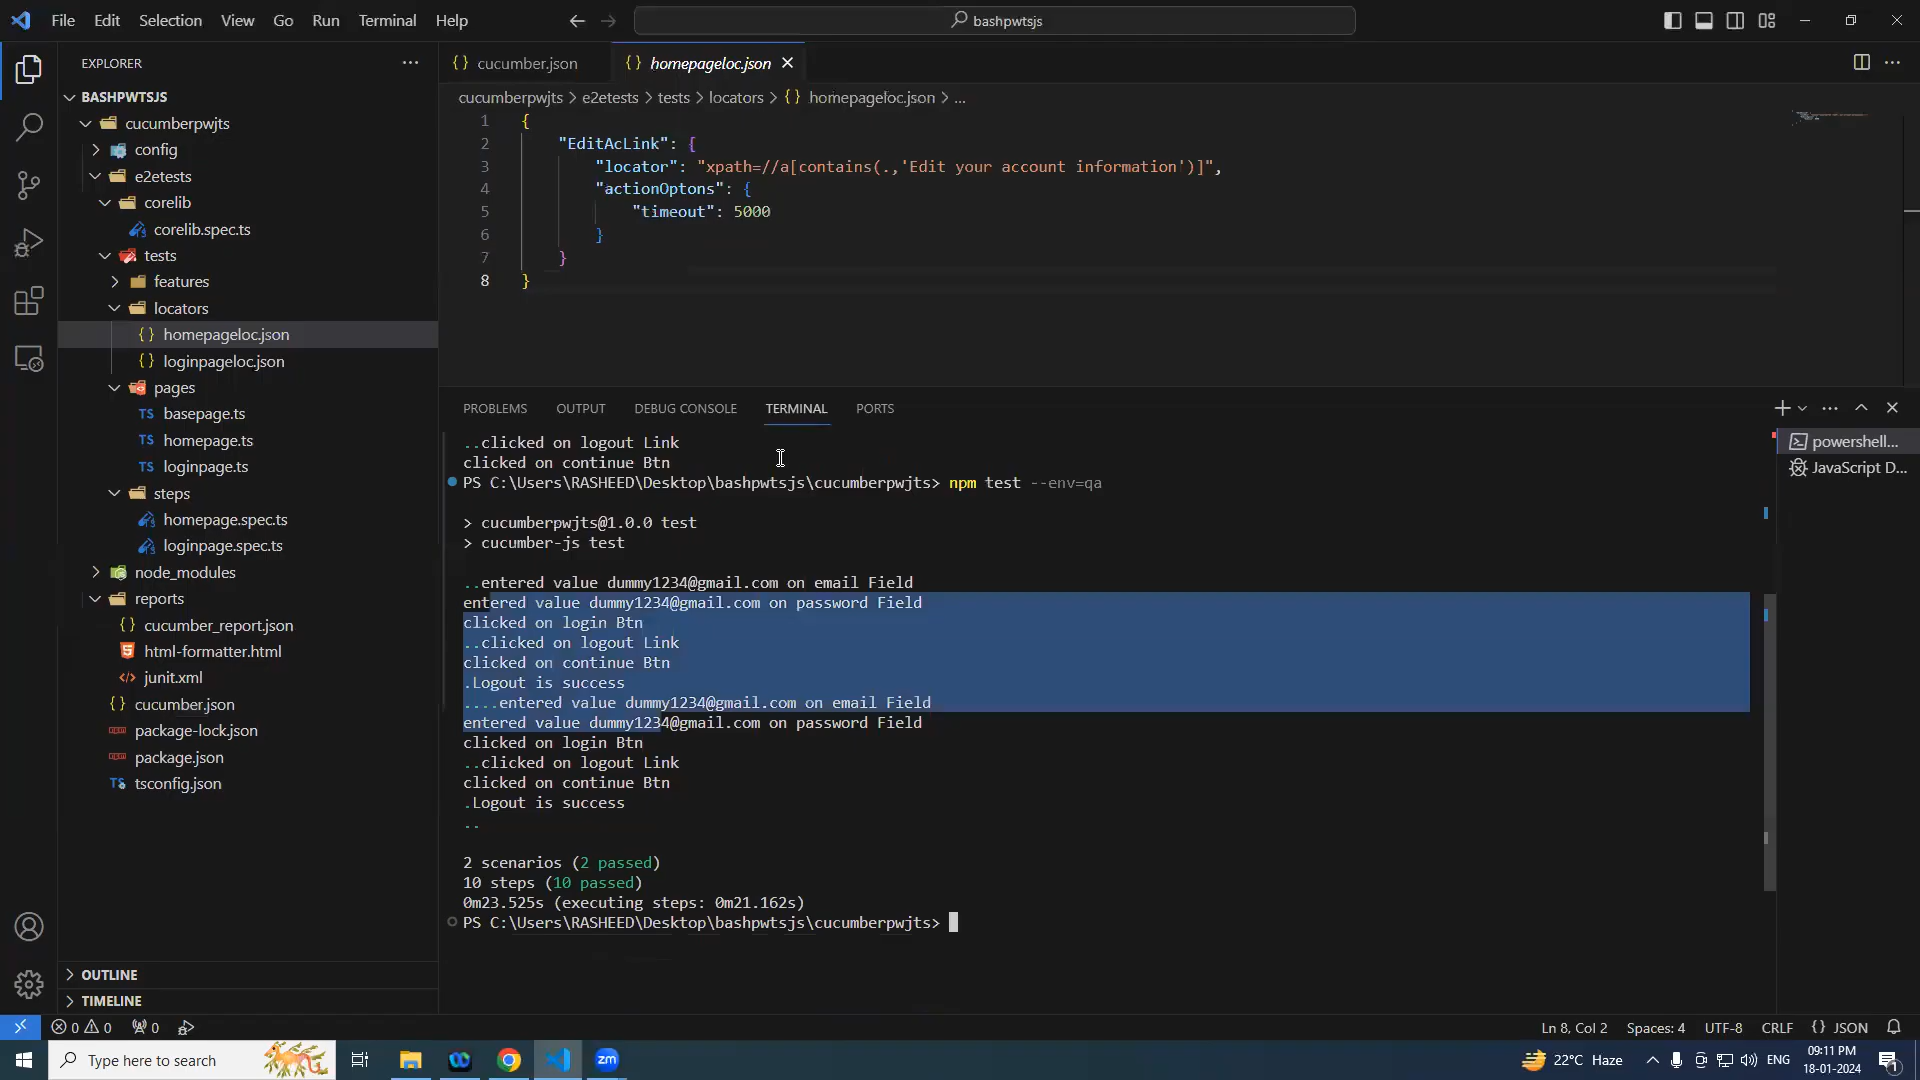 File Edit Selection View Go Run Terminal Help
bashpwtsjs
EXPLORER
BASHPWTSJS
cucumberpwjts
config
e2etests
corelib
corelib.spec.ts
tests
features
locators
homepageloc.json
loginpageloc.json
pages
TS basepage.ts
TS homepage.ts
TS loginpage.ts
steps
homepage.spec.ts
loginpage.spec.ts
node_modules
reports
{} cucumber_report.json
html-formatter.html
junit.xml
{} cucumber.json
package-lock.json
package.json
tsconfig.json
OUTLINE
TIMELINE
{} cucumber.json
{} homepageloc.json
cucumberpwjts > e2etests > tests > locators > {} homepageloc.json > ...
1 {
2 "EditAcLink": {
3 "locator": "xpath=//a[contains(.,'Edit your account information')]",
4 "actionOptons": {
5 "timeout": 5000
6 }
7 }
8 }
PROBLEMS OUTPUT DEBUG CONSOLE TERMINAL PORTS
powershell...
JavaScript D...
..clicked on logout Link
clicked on continue Btn
PS C:\Users\RASHEED\Desktop\bashpwtsjs\cucumberpwjts> npm test --env=qa
> cucumberpwjts@1.0.0 test
> cucumber-js test
..entered value dummy1234@gmail.com on email Field
entered value dummy1234@gmail.com on password Field
clicked on login Btn
..clicked on logout Link
clicked on continue Btn
.Logout is success
....entered value dummy1234@gmail.com on email Field
entered value dummy1234@gmail.com on password Field
clicked on login Btn
..clicked on logout Link
clicked on continue Btn
.Logout is success
..
2 scenarios (2 passed)
10 steps (10 passed)
0m23.525s (executing steps: 0m21.162s)
PS C:\Users\RASHEED\Desktop\bashpwtsjs\cucumberpwjts>
0 0 0
Ln 8, Col 2 Spaces: 4 UTF-8 CRLF {} JSON
Type here to search
zm
22°C Haze
ENG
09:11 PM
18-01-2024
1